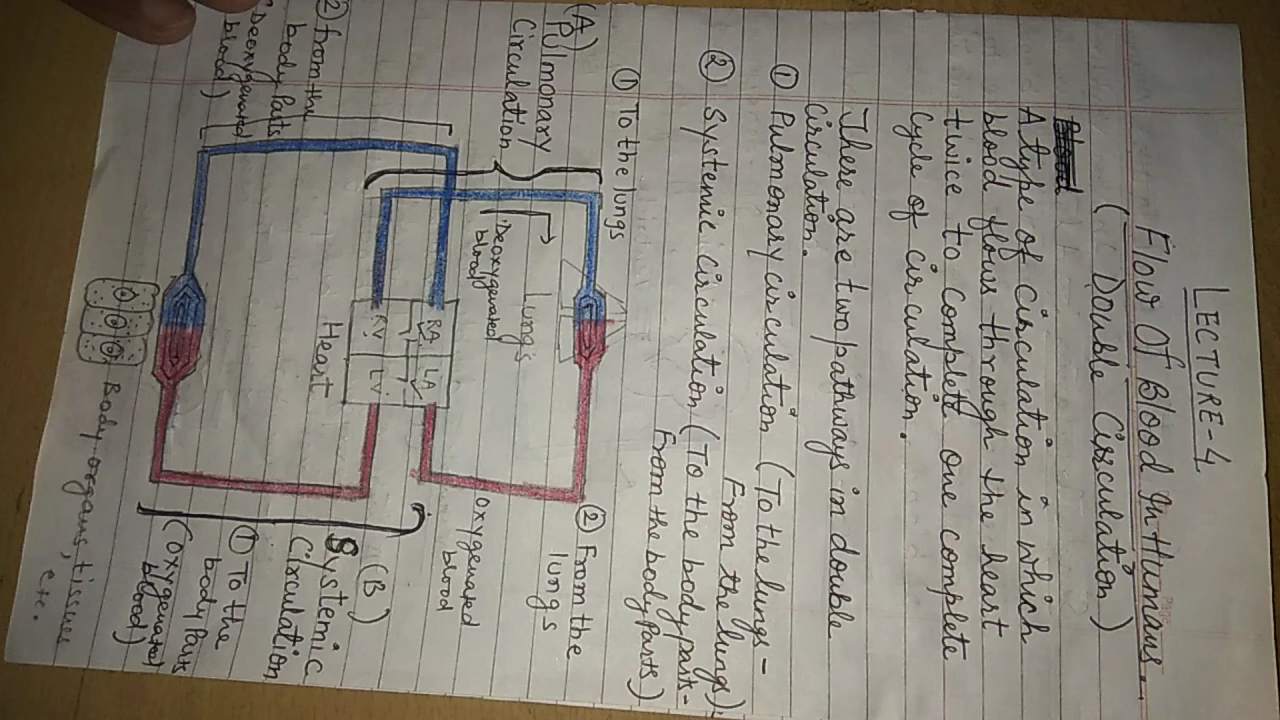 LECTURE-4
Flow Of Blood In Humans.
(Double Circulation)
A type of circulation in which
blood flows through the heart
twice to complete one complete
cycle of circulation.
There are two pathways in double
circulation.
① Pulmonary circulation (To the lungs -
From the lungs)
② Systemic circulation (To the body parts -
From the body parts)
① To the lungs
② From the
lungs
(A)
Pulmonary
Circulation
Lungs
Deoxygenated
blood
oxygenated
blood
RA LA
RV LV
Heart
(B)
Systemic
Circulation
① To the
body Parts
(oxygenated
blood)
② from the
body Parts
(Deoxygenated
blood)
Body organs, tissue
etc.